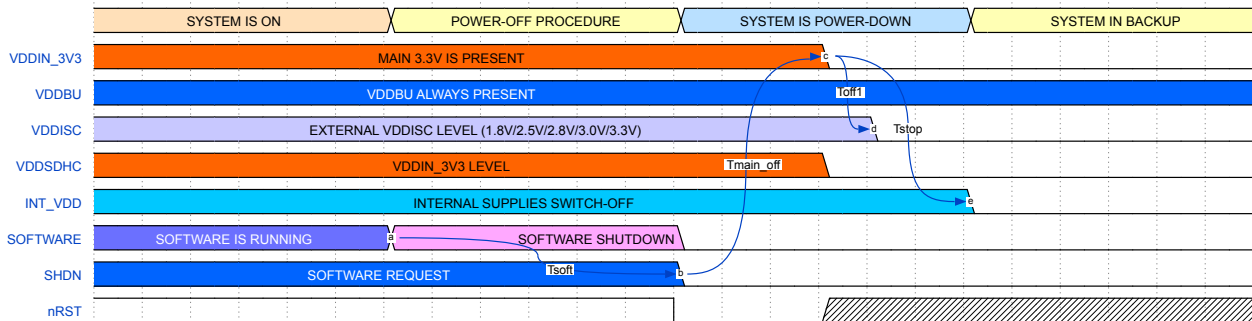 SYSTEM IS ON POWER-OFF PROCEDURE SYSTEM IS POWER-DOWN SYSTEM IN BACKUP
VDDIN_3V3 MAIN 3.3V IS PRESENT c
VDDBU VDDBU ALWAYS PRESENT Toff1
VDDISC EXTERNAL VDDISC LEVEL (1.8V/2.5V/2.8V/3.0V/3.3V) d Tstop
VDDSDHC VDDIN_3V3 LEVEL Tmain_off
INT_VDD INTERNAL SUPPLIES SWITCH-OFF e
SOFTWARE SOFTWARE IS RUNNING a SOFTWARE SHUTDOWN
SHDN SOFTWARE REQUEST Tsoft b
nRST